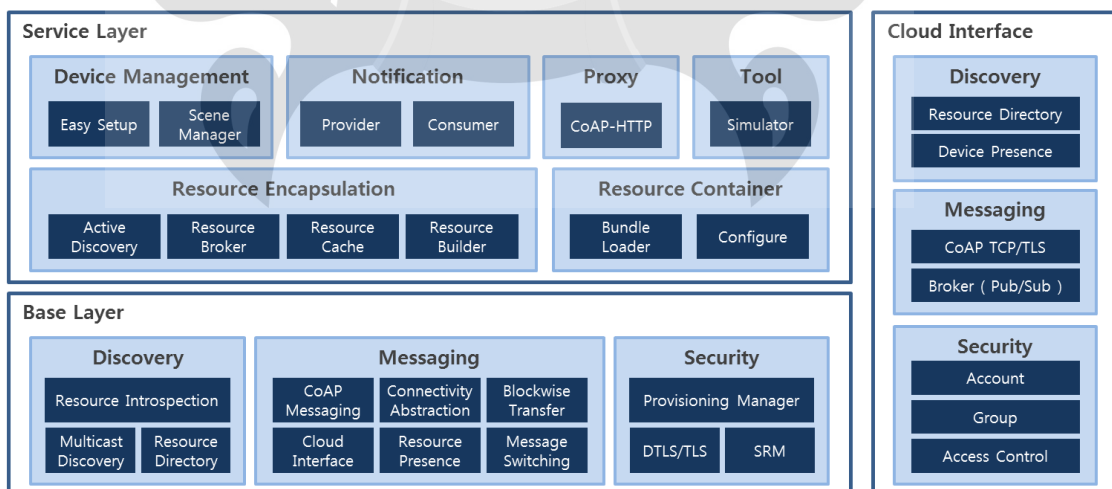 Service Layer
Device Management
Easy Setup
Scene
Manager
Notification
Provider
Consumer
Proxy
CoAP-HTTP
Tool
Simulator
Resource Encapsulation
Active
Discovery
Resource
Broker
Resource
Cache
Resource
Builder
Resource Container
Bundle
Loader
Configure
Base Layer
Discovery
Resource Introspection
Multicast
Discovery
Resource
Directory
Messaging
CoAP
Messaging
Connectivity
Abstraction
Blockwise
Transfer
Cloud
Interface
Resource
Presence
Message
Switching
Security
Provisioning Manager
DTLS/TLS
SRM
Cloud Interface
Discovery
Resource Directory
Device Presence
Messaging
CoAP TCP/TLS
Broker ( Pub/Sub )
Security
Account
Group
Access Control